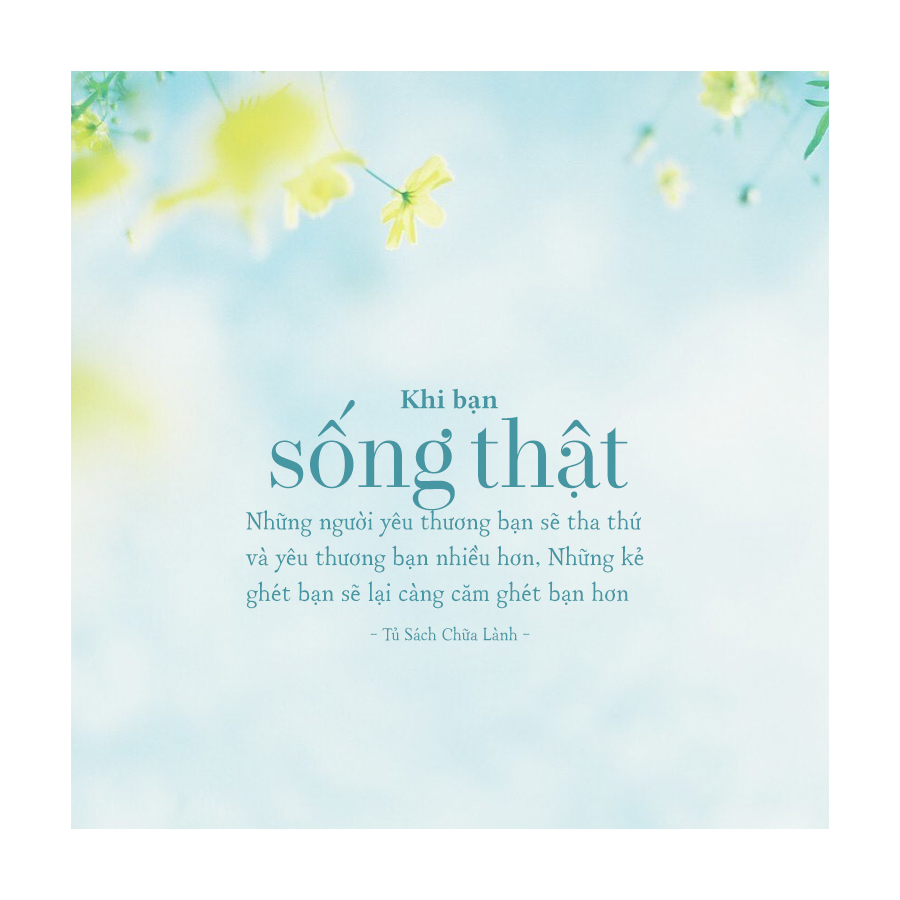 Khi bạn
sống thật
Những người yêu thương bạn sẽ tha thứ
và yêu thương bạn nhiều hơn, Những kẻ
ghét bạn sẽ lại càng căm ghét bạn hơn
- Tủ Sách Chữa Lành -